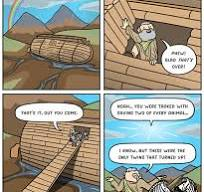 PHEW!
GLAD THAT'S
OVER!
THAT'S IT, OUT YOU COME.
NOAH... YOU WERE TASKED WITH
SAVING TWO OF EVERY ANIMAL...
I KNOW, BUT THESE WERE THE
ONLY TWINS THAT TURNED UP!